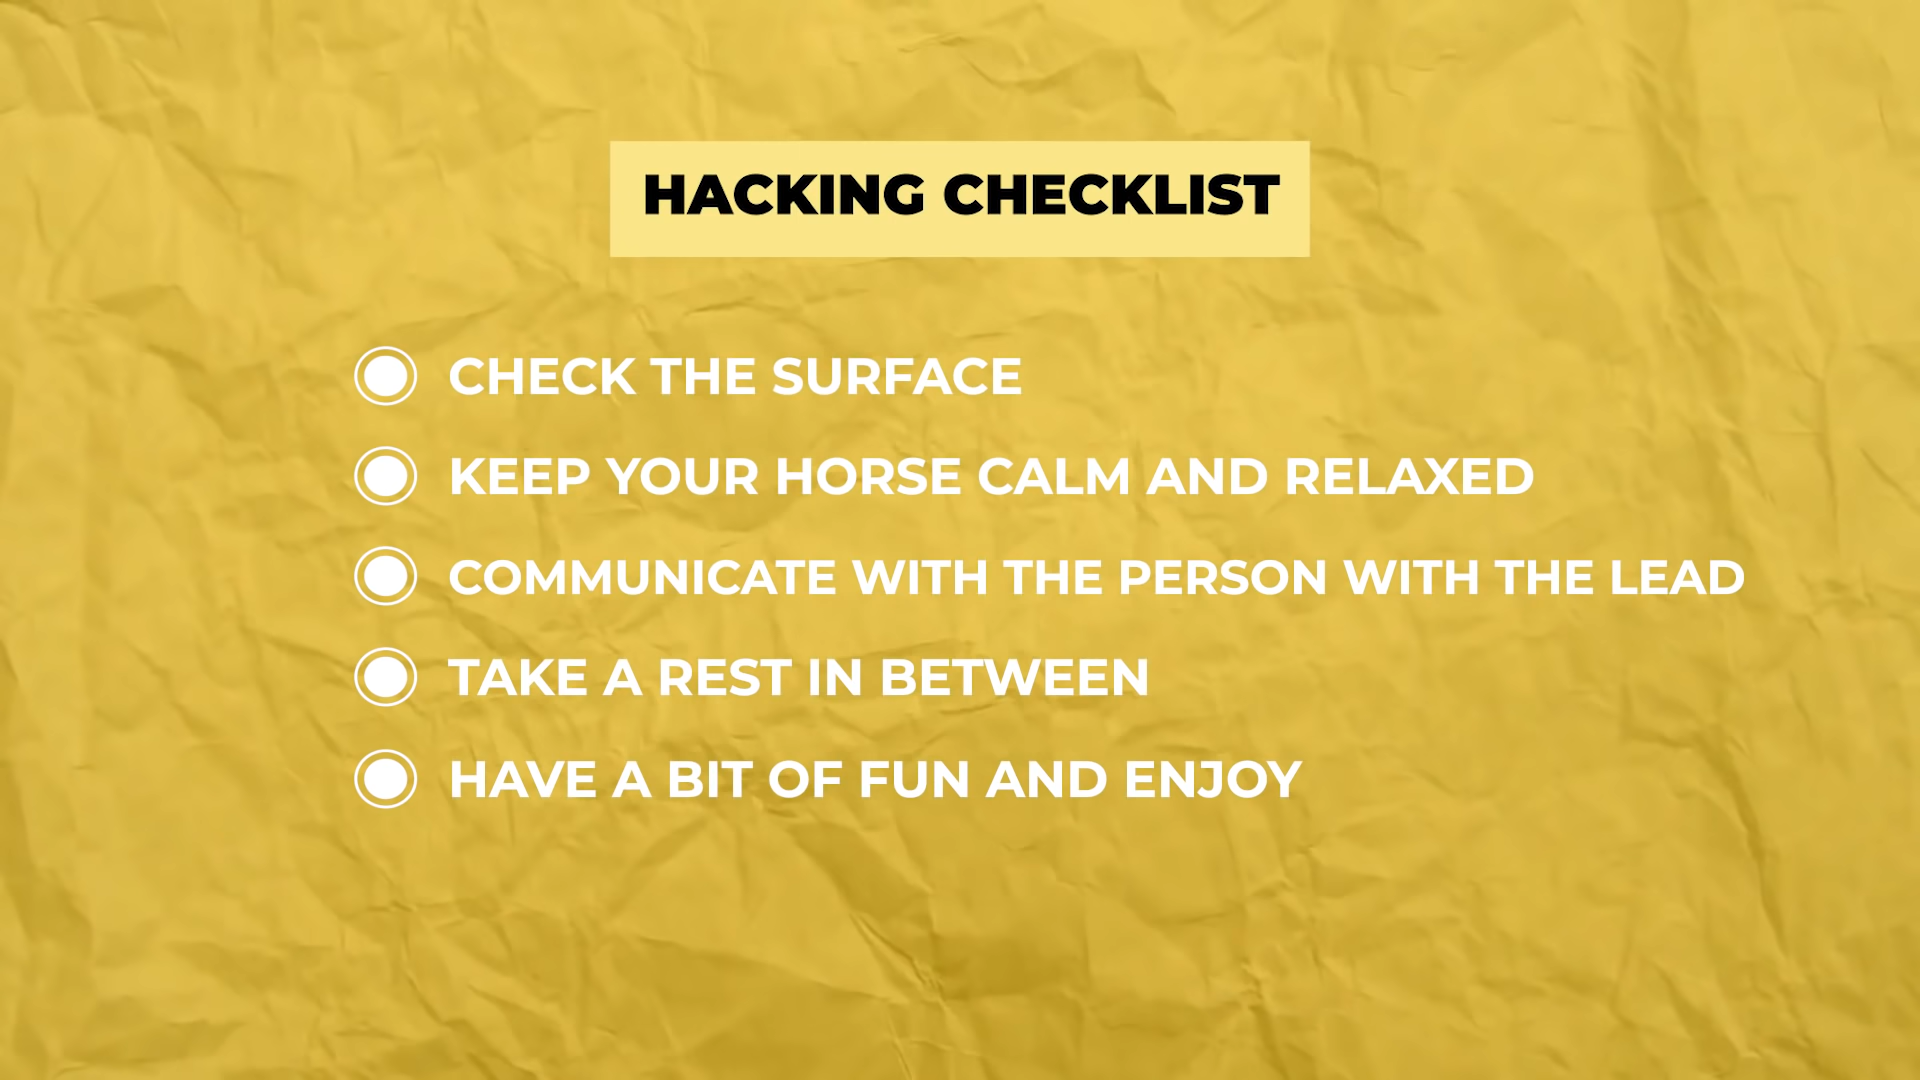 HACKING CHECKLIST
CHECK THE SURFACE
KEEP YOUR HORSE CALM AND RELAXED
COMMUNICATE WITH THE PERSON WITH THE LEAD
TAKE A REST IN BETWEEN
HAVE A BIT OF FUN AND ENJOY